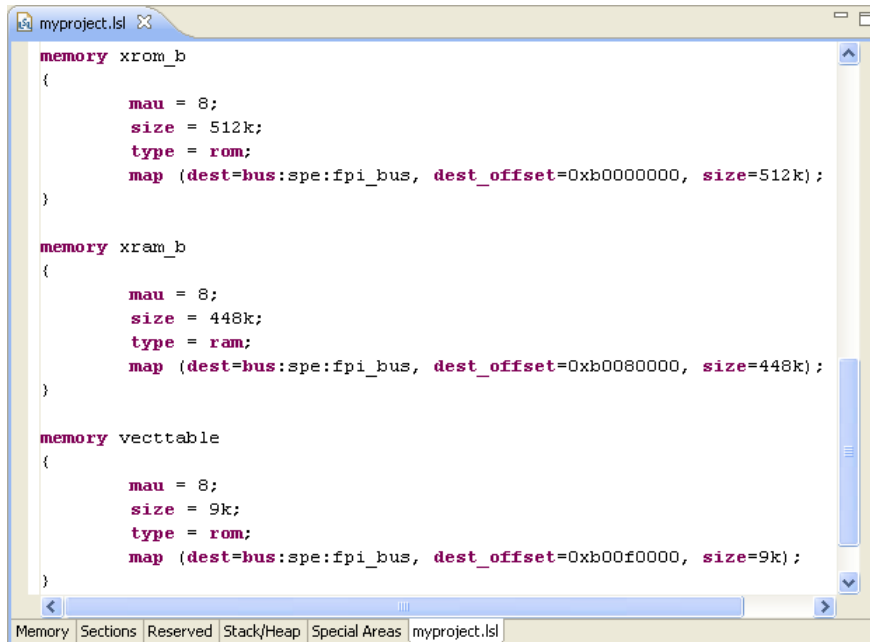 myproject.lsl
memory xrom_b
{
mau = 8;
size = 512k;
type = rom;
map (dest=bus:spe:fpi_bus, dest_offset=0xb0000000, size=512k);
}
memory xram_b
{
mau = 8;
size = 448k;
type = ram;
map (dest=bus:spe:fpi_bus, dest_offset=0xb0080000, size=448k);
}
memory vecttable
{
mau = 8;
size = 9k;
type = rom;
map (dest=bus:spe:fpi_bus, dest_offset=0xb00f0000, size=9k);
}
Memory Sections Reserved Stack/Heap Special Areas myproject.lsl